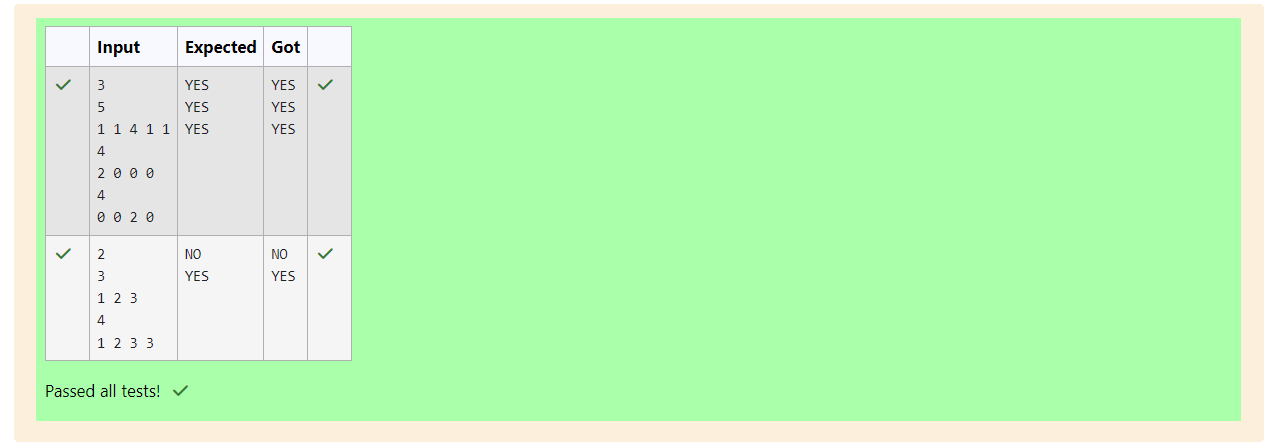 Input Expected Got
3 YES YES
5 YES YES
1 1 4 1 1 YES YES
4
2 0 0 0
4
0 0 2 0
2 NO NO
3 YES YES
1 2 3
4
1 2 3 3
Passed all tests!